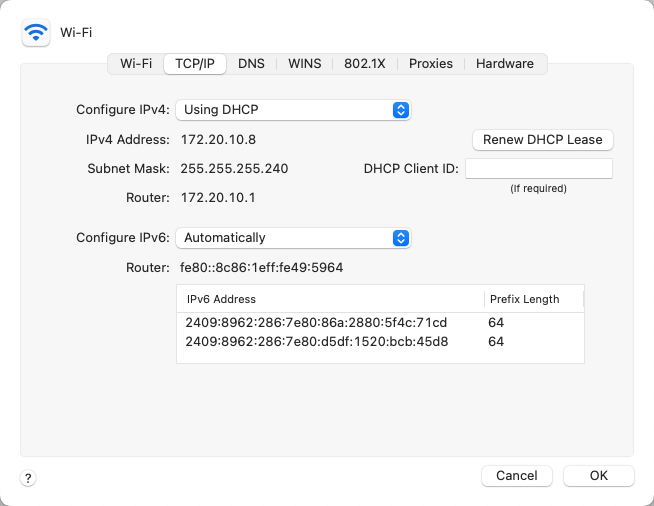 Wi-Fi
Wi-Fi TCP/IP DNS WINS 802.1X Proxies Hardware
Configure IPv4: Using DHCP
IPv4 Address: 172.20.10.8 Renew DHCP Lease
Subnet Mask: 255.255.255.240 DHCP Client ID:
(If required)
Router: 172.20.10.1
Configure IPv6: Automatically
Router: fe80::8c86:1eff:fe49:5964
IPv6 Address Prefix Length
2409:8962:286:7e80:86a:2880:5f4c:71cd 64
2409:8962:286:7e80:d5df:1520:bcb:45d8 64
? Cancel OK